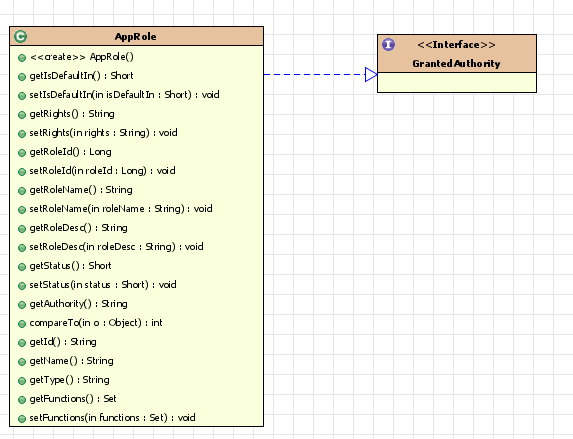 AppRole
<<create>> AppRole()
getIsDefaultIn() : Short
setIsDefaultIn(in isDefaultIn : Short) : void
getRights() : String
setRights(in rights : String) : void
getRoleId() : Long
setRoleId(in roleId : Long) : void
getRoleName() : String
setRoleName(in roleName : String) : void
getRoleDesc() : String
setRoleDesc(in roleDesc : String) : void
getStatus() : Short
setStatus(in status : Short) : void
getAuthority() : String
compareTo(in o : Object) : int
getId() : String
getName() : String
getType() : String
getFunctions() : Set
setFunctions(in functions : Set) : void
<<Interface>>
GrantedAuthority